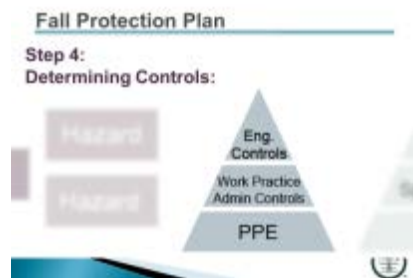 Fall Protection Plan
Step 4:
Determining Controls:
Hazard
Hazard
Eng.
Controls
Work Practice
Admin Controls
PPE